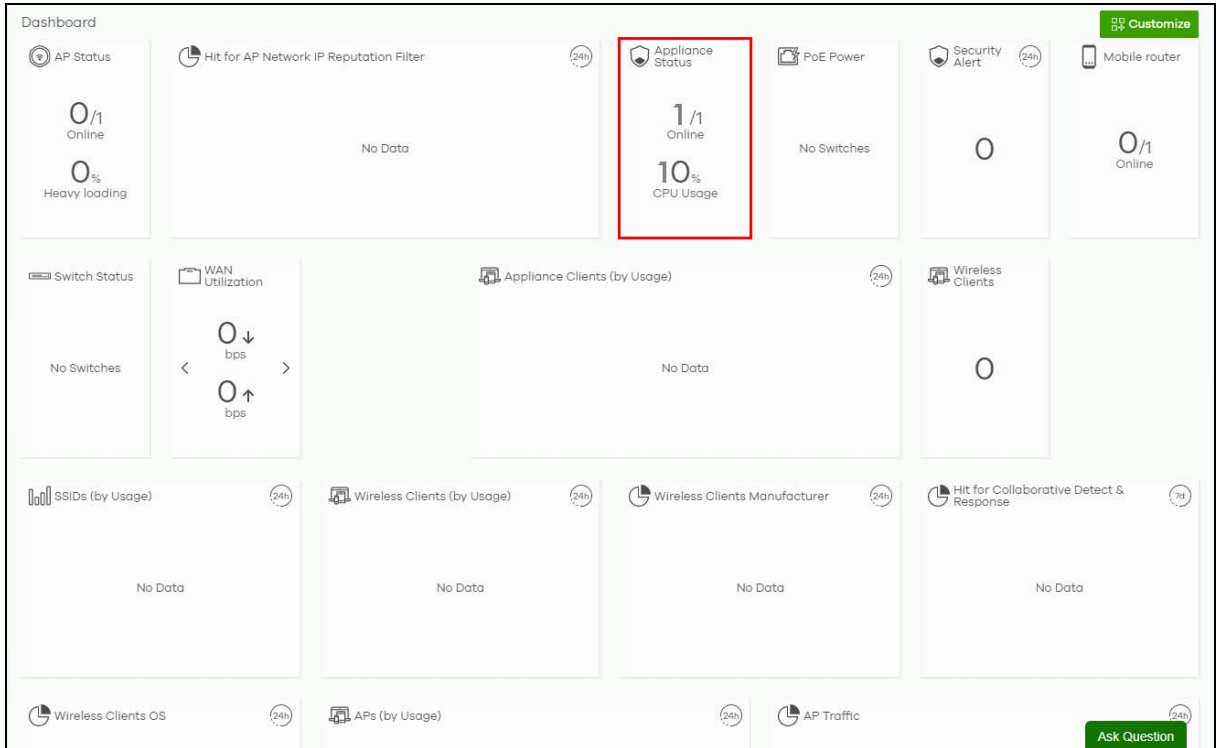 Dashboard
Customize
AP Status
0/1
Online
0%
Heavy loading
Hit for AP Network IP Reputation Filter
24h
No Data
Appliance
Status
1/1
Online
10%
CPU Usage
PoE Power
No Switches
Security
Alert
24h
0
Mobile router
0/1
Online
Switch Status
No Switches
WAN
Utilization
0
bps
0
bps
Appliance Clients (by Usage)
24h
No Data
Wireless
Clients
0
SSIDs (by Usage)
24h
No Data
Wireless Clients (by Usage)
24h
No Data
Wireless Clients Manufacturer
24h
No Data
Hit for Collaborative Detect &
Response
7d
No Data
Wireless Clients OS
24h
APs (by Usage)
24h
AP Traffic
24h
Ask Question